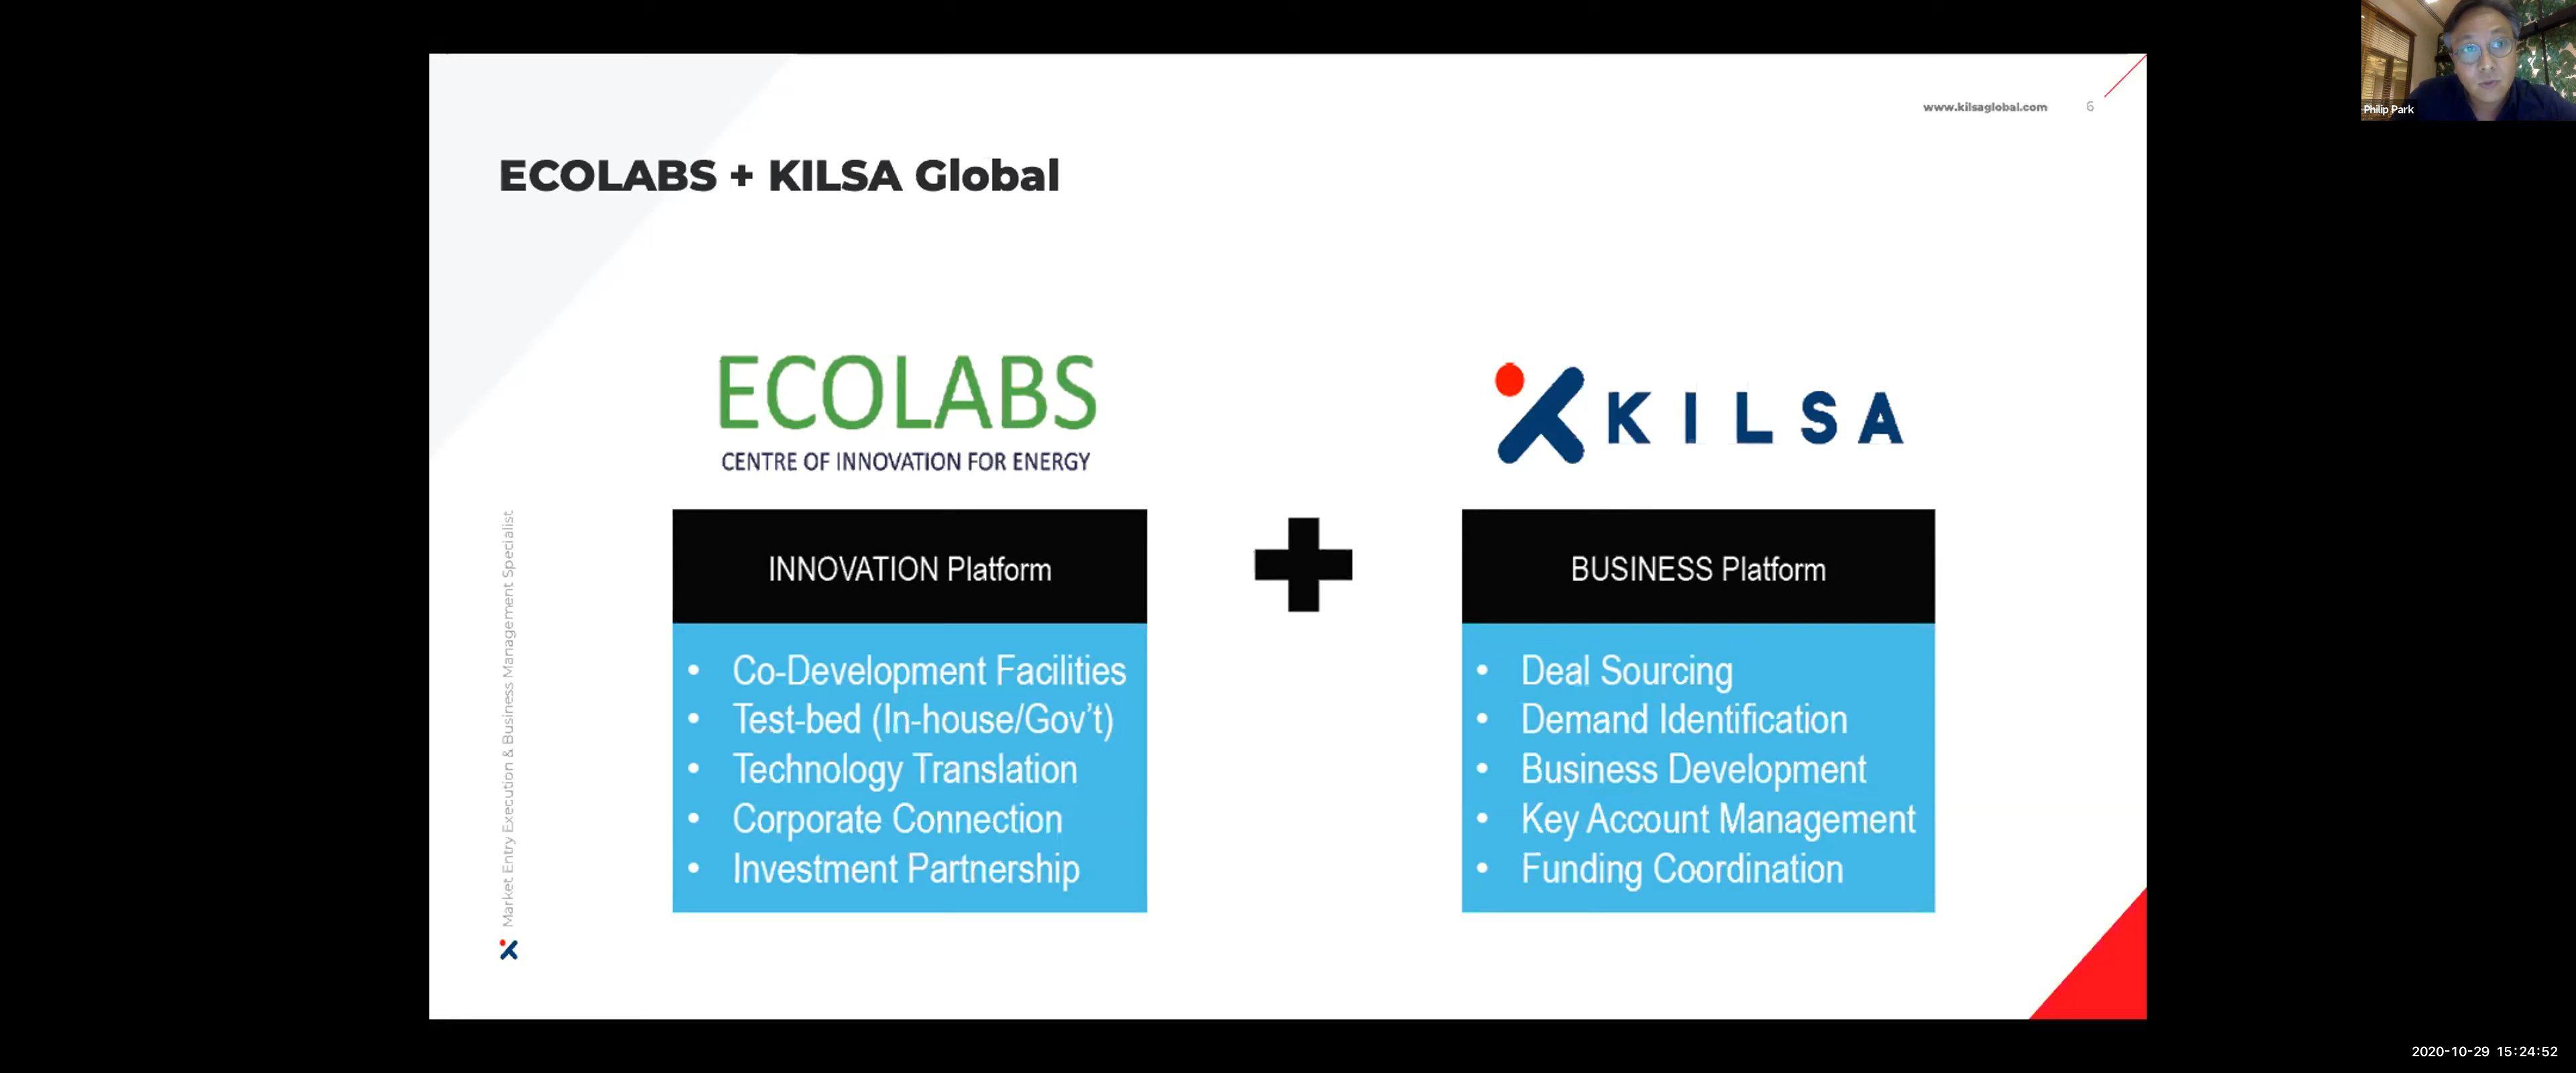 www.kilsaglobal.com 6
Philip Park
ECOLABS + KILSA Global
ECOLABS
CENTRE OF INNOVATION FOR ENERGY
KILSA
INNOVATION Platform
• Co-Development Facilities
• Test-bed (In-house/Gov’t)
• Technology Translation
• Corporate Connection
• Investment Partnership
BUSINESS Platform
• Deal Sourcing
• Demand Identification
• Business Development
• Key Account Management
• Funding Coordination
Market Entry Execution & Business Management Specialist
2020-10-29 15:24:52